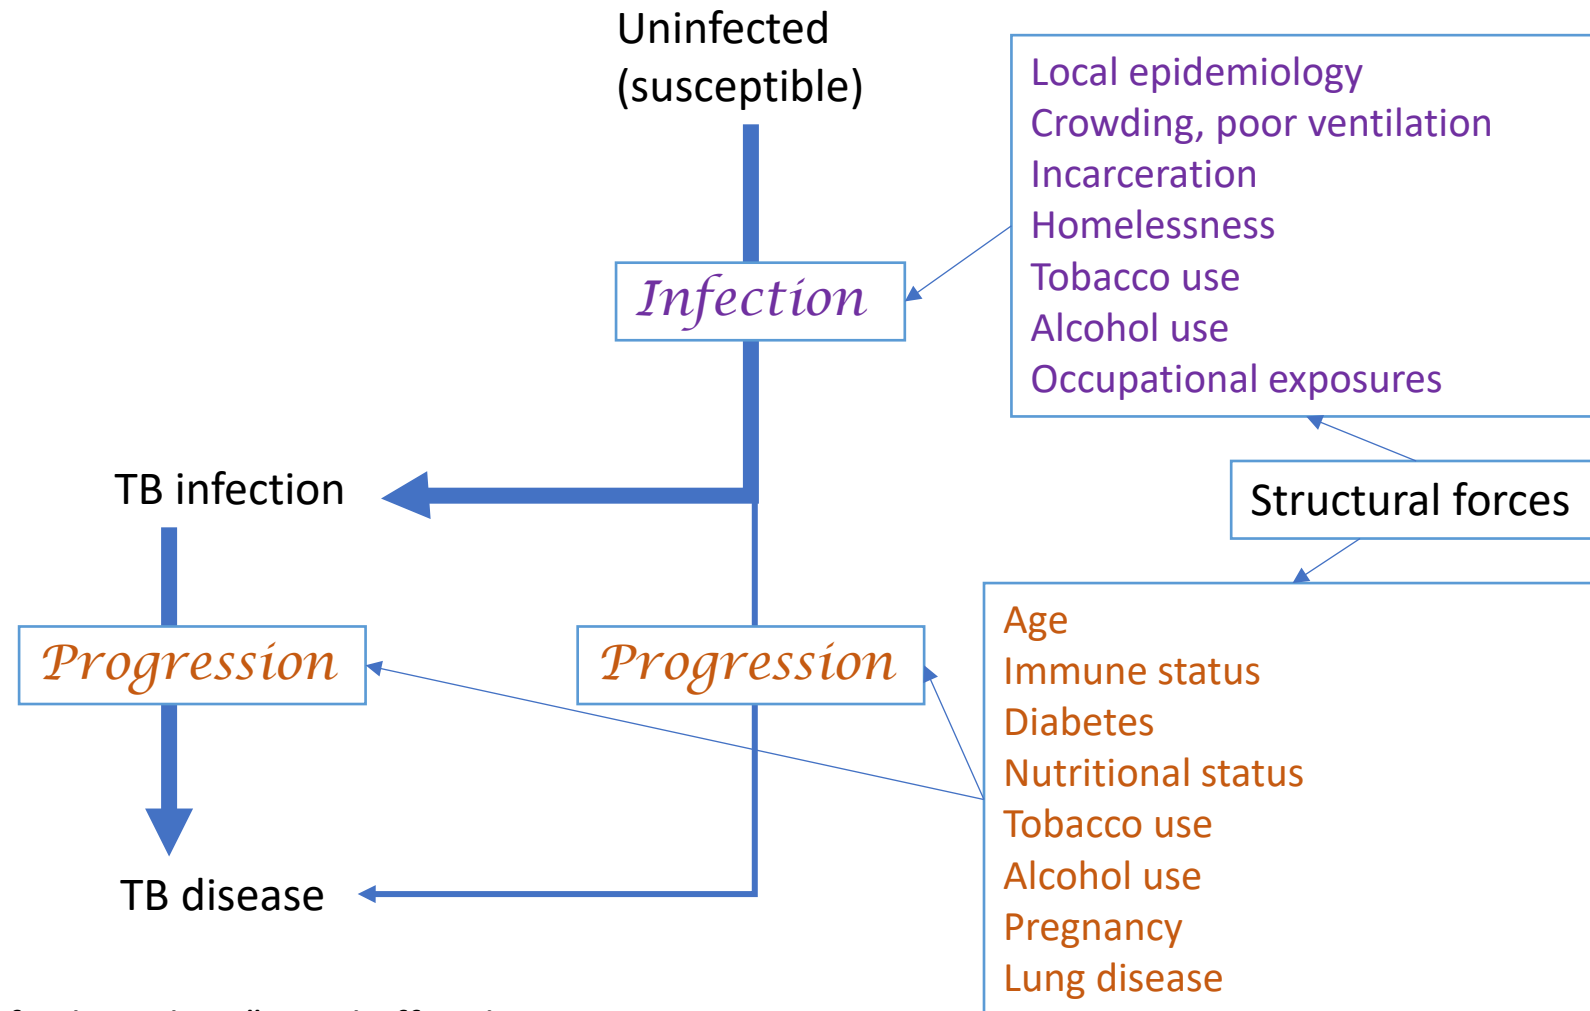 Uninfected
(susceptible)
Local epidemiology
Crowding, poor ventilation
Incarceration
Homelessness
Tobacco use
Alcohol use
Occupational exposures
Infection
TB infection
Structural forces
Progression
Progression
Age
Immune status
Diabetes
Nutritional status
Tobacco use
Alcohol use
Pregnancy
Lung disease
TB disease